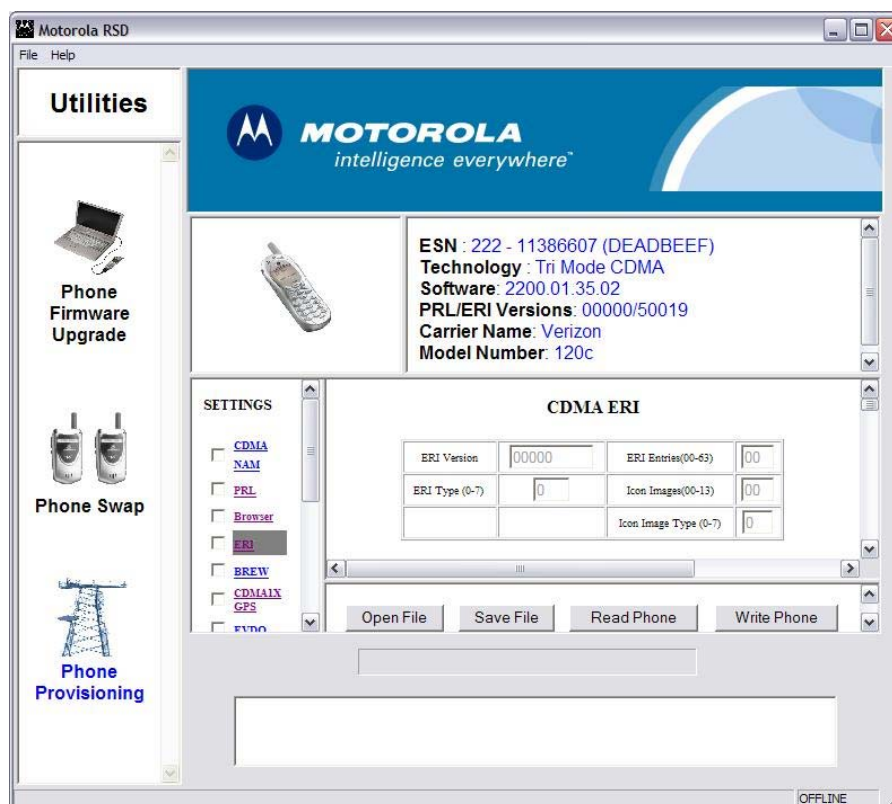 Motorola RSD
File Help
Utilities
MOTOROLA
intelligence everywhere™
Phone
Firmware
Upgrade
Phone Swap
Phone
Provisioning
ESN : 222 - 11386607 (DEADBEEF)
Technology : Tri Mode CDMA
Software: 2200.01.35.02
PRL/ERI Versions: 00000/50019
Carrier Name: Verizon
Model Number: 120c
SETTINGS
CDMA
NAM
PRL
Browser
ERI
BREW
CDMA1X
GPS
EVDO
CDMA ERI
ERI Version 00000 ERI Entries(00-63) 00
ERI Type (0-7) 0 Icon Images(00-13) 00
Icon Image Type (0-7) 0
Open File Save File Read Phone Write Phone
OFFLINE